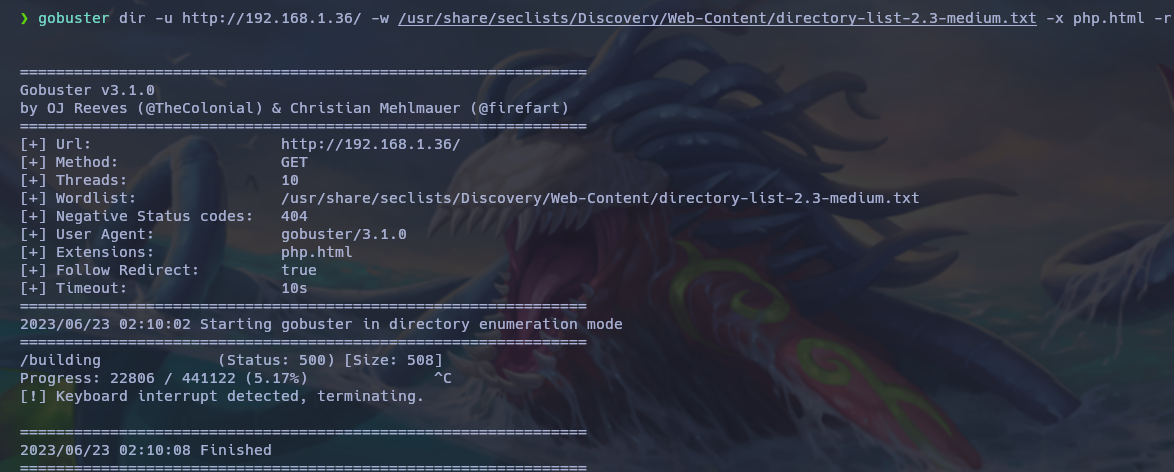 ❯ gobuster dir -u http://192.168.1.36/ -w /usr/share/seclists/Discovery/Web-Content/directory-list-2.3-medium.txt -x php.html -r
===============================================================
Gobuster v3.1.0
by OJ Reeves (@TheColonial) & Christian Mehlmauer (@firefart)
===============================================================
[+] Url:                     http://192.168.1.36/
[+] Method:                  GET
[+] Threads:                 10
[+] Wordlist:                /usr/share/seclists/Discovery/Web-Content/directory-list-2.3-medium.txt
[+] Negative Status codes:   404
[+] User Agent:              gobuster/3.1.0
[+] Extensions:              php.html
[+] Follow Redirect:         true
[+] Timeout:                 10s
===============================================================
2023/06/23 02:10:02 Starting gobuster in directory enumeration mode
===============================================================
/building             (Status: 500) [Size: 508]
Progress: 22806 / 441122 (5.17%)              ^C
[!] Keyboard interrupt detected, terminating.
===============================================================
2023/06/23 02:10:08 Finished
===============================================================